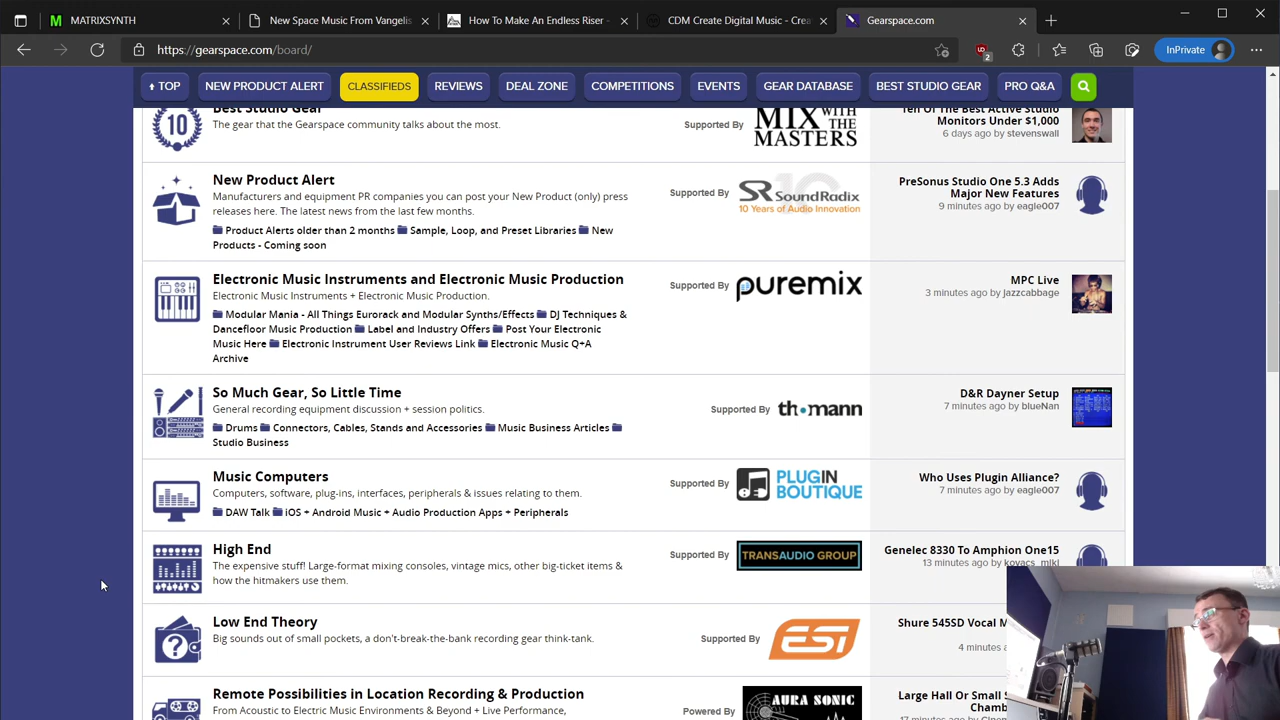 MATRIXSYNTH
New Space Music From Vangelis
How To Make An Endless Riser -
CDM Create Digital Music - Crea
Gearspace.com
https://gearspace.com/board/
2
InPrivate
TOP
NEW PRODUCT ALERT
CLASSIFIEDS
REVIEWS
DEAL ZONE
COMPETITIONS
EVENTS
GEAR DATABASE
BEST STUDIO GEAR
PRO Q&A
10
Best Studio Gear
The gear that the Gearspace community talks about the most.
Supported By
MIX WITH THE MASTERS
Ten Of The Best Active Studio
Monitors Under $1,000
6 days ago by stevenswall
New Product Alert
Manufacturers and equipment PR companies you can post your New Product (only) press
releases here. The latest news from the last few months.
Product Alerts older than 2 months Sample, Loop, and Preset Libraries New
Products - Coming soon
Supported By
SR SoundRadix
10 Years of Audio Innovation
PreSonus Studio One 5.3 Adds
Major New Features
9 minutes ago by eagle007
Electronic Music Instruments and Electronic Music Production
Electronic Music Instruments + Electronic Music Production.
Modular Mania - All Things Eurorack and Modular Synths/Effects DJ Techniques &
Dancefloor Music Production Label and Industry Offers Post Your Electronic
Music Here Electronic Instrument User Reviews Link Electronic Music Q+A
Archive
Supported By
puremix
MPC Live
3 minutes ago by Jazzcabbage
So Much Gear, So Little Time
General recording equipment discussion + session politics.
Drums Connectors, Cables, Stands and Accessories Music Business Articles
Studio Business
Supported By
thomann
D&R Dayner Setup
7 minutes ago by blueNan
Music Computers
Computers, software, plug-ins, interfaces, peripherals & issues relating to them.
DAW Talk iOS + Android Music + Audio Production Apps + Peripherals
Supported By
PLUGIN BOUTIQUE
Who Uses Plugin Alliance?
7 minutes ago by eagle007
High End
The expensive stuff! Large-format mixing consoles, vintage mics, other big-ticket items &
how the hitmakers use them.
Supported By
TRANSAUDIO GROUP
Genelec 8330 To Amphion One15
13 minutes ago by kovacs_miki
Low End Theory
Big sounds out of small pockets, a don't-break-the-bank recording gear think-tank.
Supported By
ESI
Shure 545SD Vocal M
4 minutes
Remote Possibilities in Location Recording & Production
From Acoustic to Electric Music Environments & Beyond + Live Performance,
Powered By
AURA SONIC
Large Hall Or Small S
Chamb
17 minutes ago by Cinem